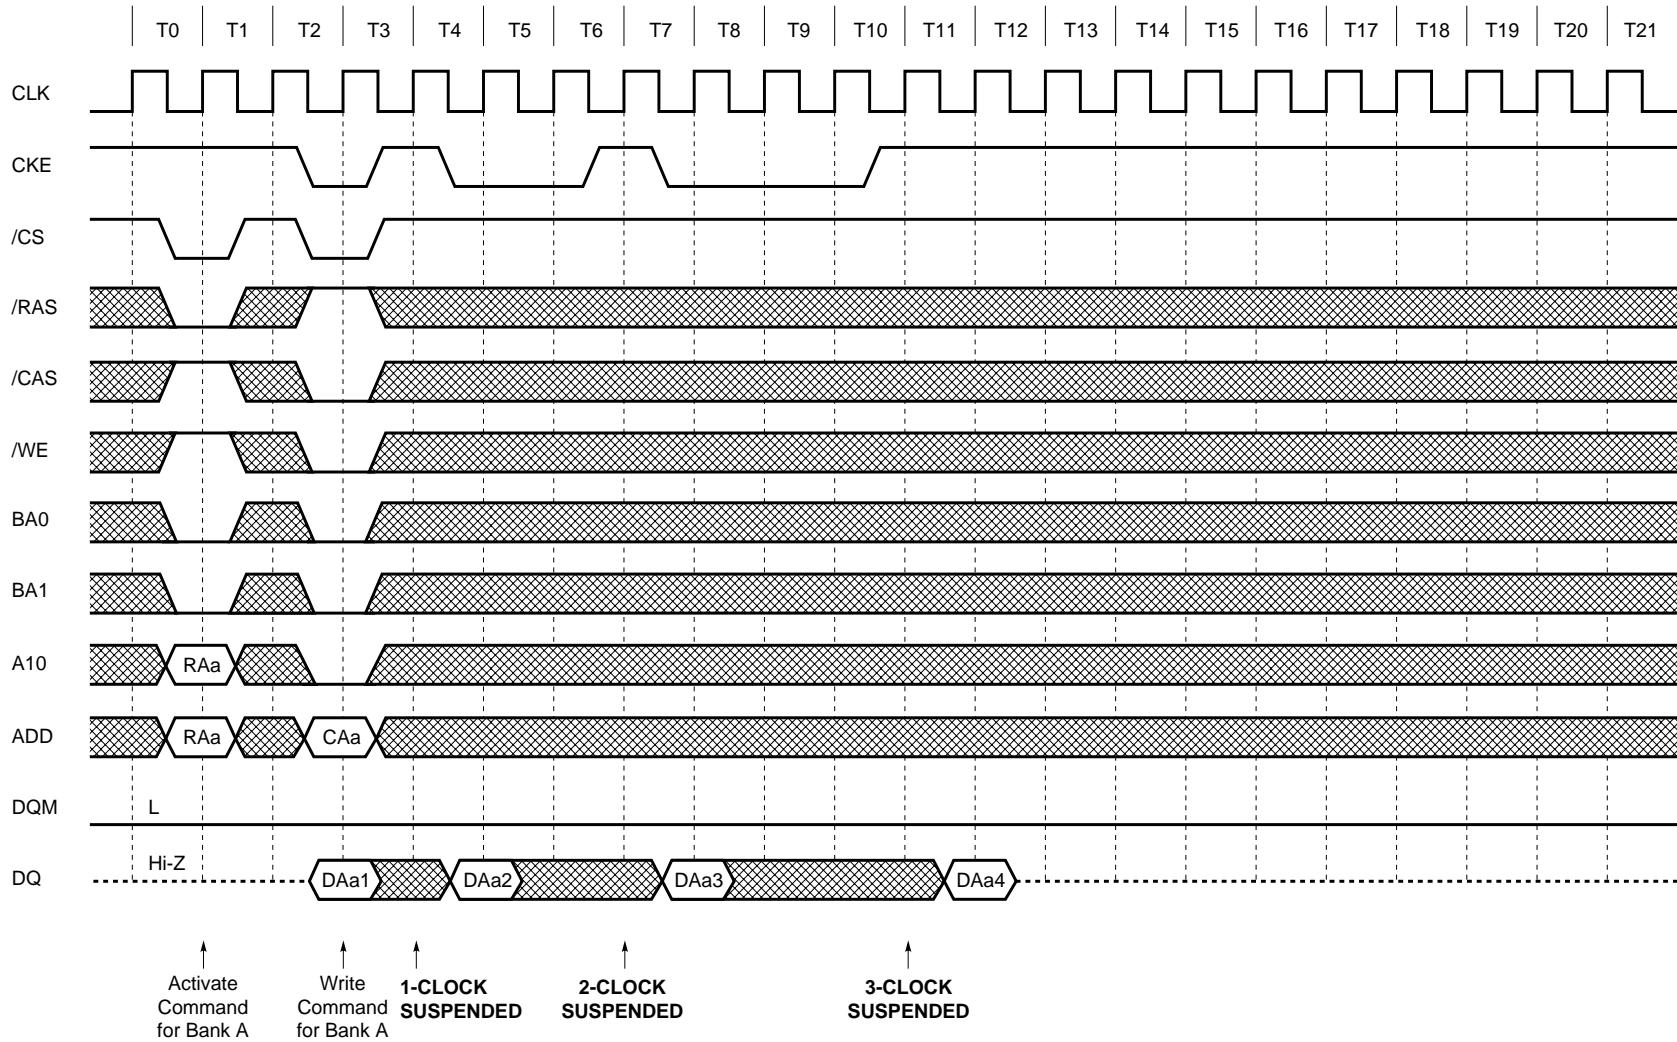 T0 T1 T2 T3 T4 T5 T6 T7 T8 T9 T10 T11 T12 T13 T14 T15 T16 T17 T18 T19 T20 T21
CLK
CKE
/CS
/RAS
/CAS
/WE
BA0
BA1
A10 RAa
ADD RAa CAa
DQM L
DQ Hi-Z DAa1 DAa2 DAa3 DAa4
Activate
Command
for Bank A
Write
Command
for Bank A
1-CLOCK
SUSPENDED
2-CLOCK
SUSPENDED
3-CLOCK
SUSPENDED